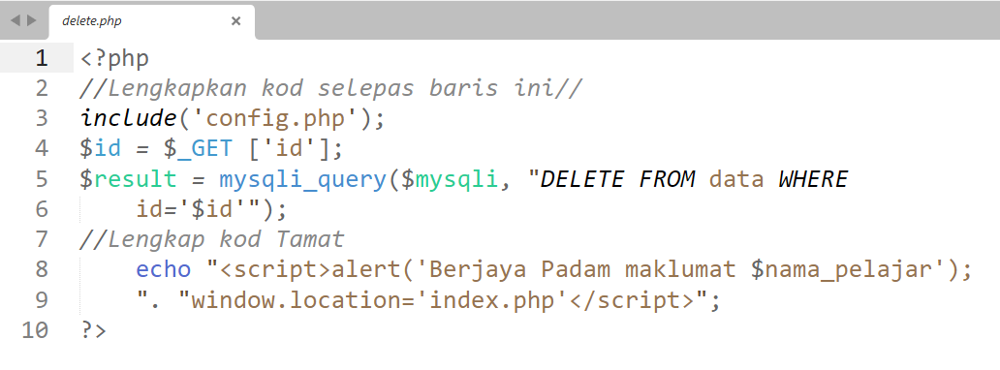 delete.php ×
1 <?php
2 //Lengkapkan kod selepas baris ini//
3 include('config.php');
4 $id = $_GET ['id'];
5 $result = mysqli_query($mysqli, "DELETE FROM data WHERE
6     id='$id'");
7 //Lengkap kod Tamat
8     echo "<script>alert('Berjaya Padam maklumat $nama_pelajar');
9     ". "window.location='index.php'</script>";
10 ?>